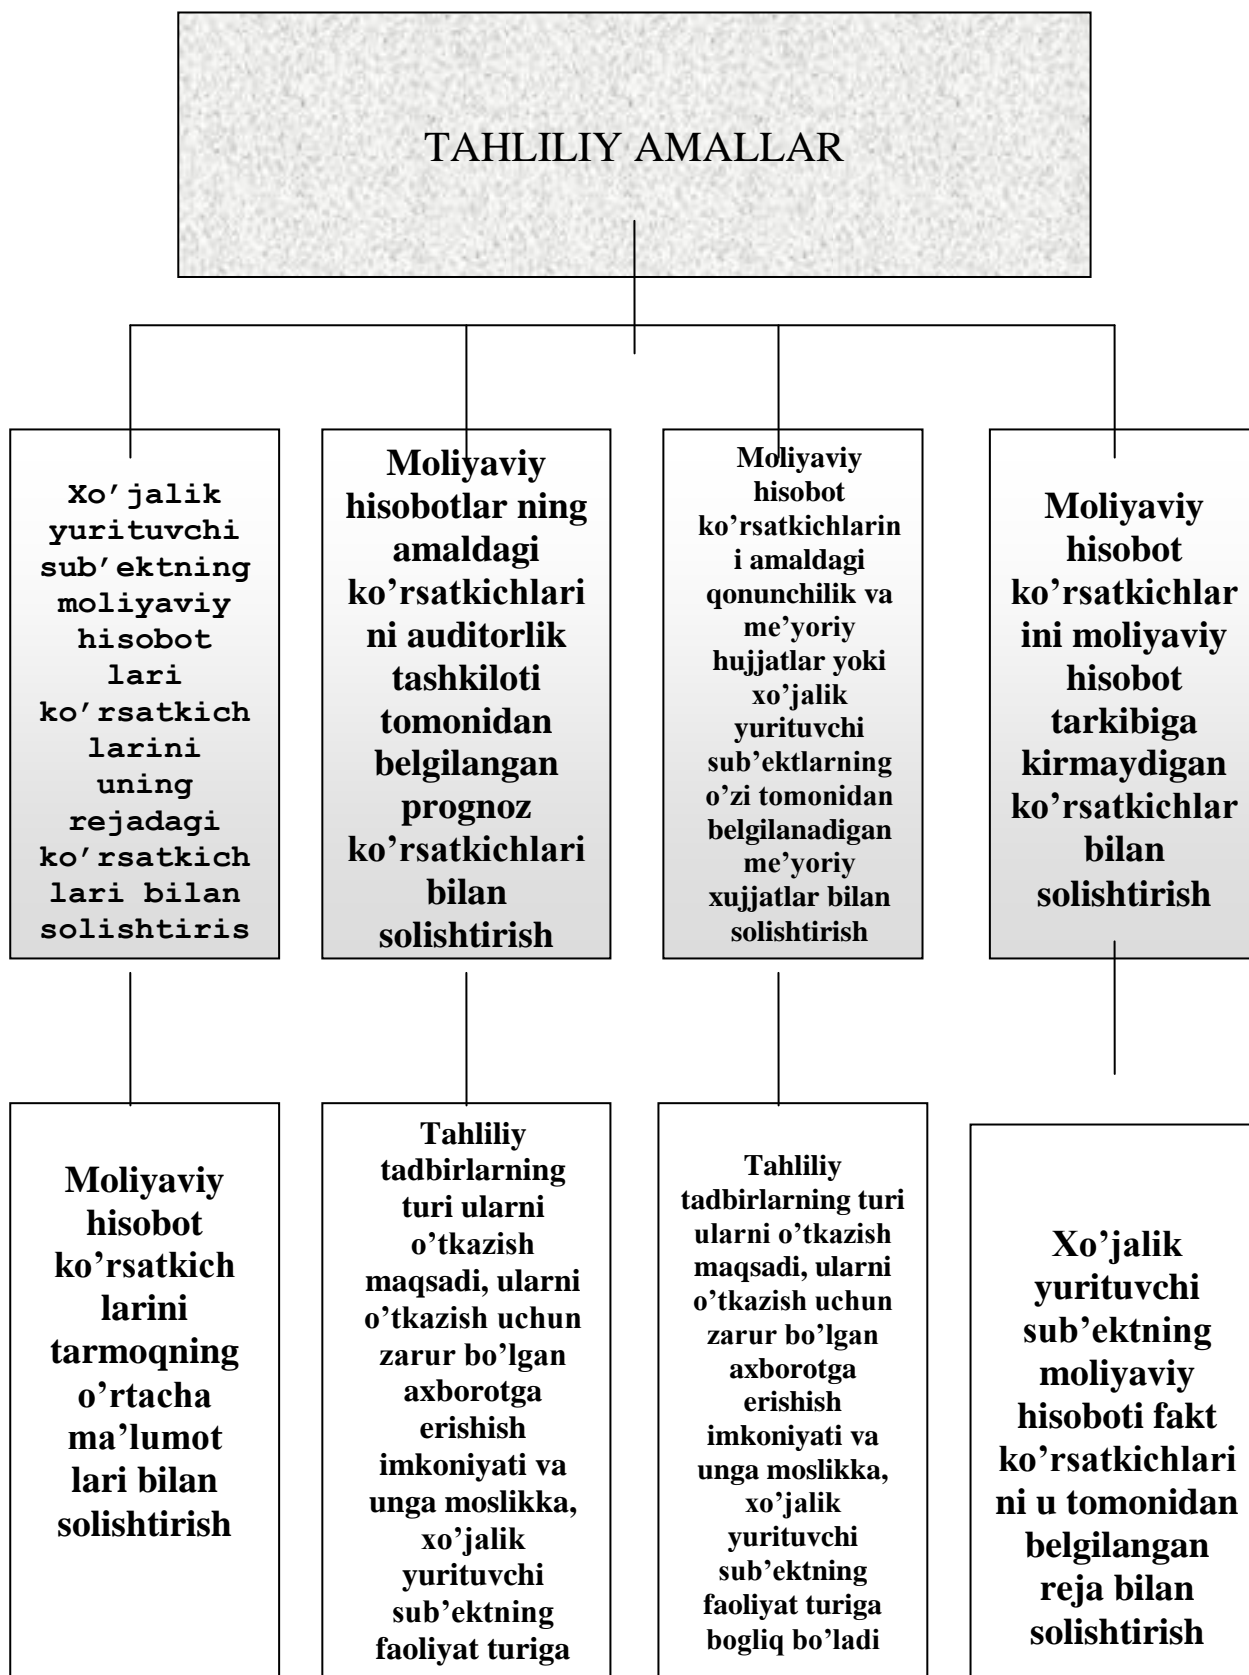 TAHLILIY AMALLAR
Xo’jalik
yurituvchi
sub’ektning
moliyaviy
hisobot
lari
ko’rsatkich
larini
uning
rejadagi
ko’rsatkich
lari bilan
solishtiris
Moliyaviy
hisobotlar ning
amaldagi
ko’rsatkichlari
ni auditorlik
tashkiloti
tomonidan
belgilangan
prognoz
ko’rsatkichlari
bilan
solishtirish
Moliyaviy
hisobot
ko’rsatkichlarin
i amaldagi
qonunchilik va
me’yoriy
hujjatlar yoki
xo’jalik
yurituvchi
sub’ektlarning
o’zi tomonidan
belgilanadigan
me’yoriy
xujjatlar bilan
solishtirish
Moliyaviy
hisobot
ko’rsatkichlar
ini moliyaviy
hisobot
tarkibiga
kirmaydigan
ko’rsatkichlar
bilan
solishtirish
Moliyaviy
hisobot
ko’rsatkich
larini
tarmoqning
o’rtacha
ma’lumot
lari bilan
solishtirish
Tahliliy
tadbirlarning
turi ularni
o’tkazish
maqsadi, ularni
o’tkazish uchun
zarur bo’lgan
axborotga
erishish
imkoniyati va
unga moslikka,
xo’jalik
yurituvchi
sub’ektning
faoliyat turiga
Tahliliy
tadbirlarning turi
ularni o’tkazish
maqsadi, ularni
o’tkazish uchun
zarur bo’lgan
axborotga
erishish
imkoniyati va
unga moslikka,
xo’jalik
yurituvchi
sub’ektning
faoliyat turiga
bogliq bo’ladi
Xo’jalik
yurituvchi
sub’ektning
moliyaviy
hisoboti fakt
ko’rsatkichlari
ni u tomonidan
belgilangan
reja bilan
solishtirish